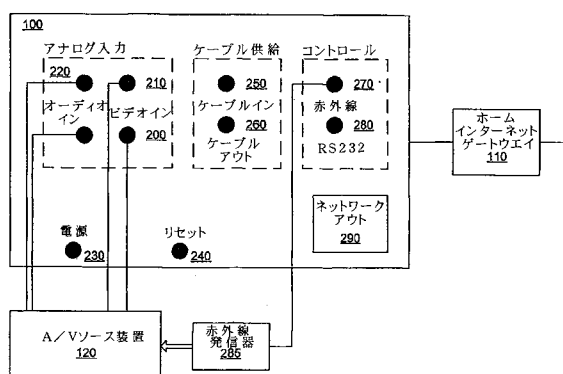 100
アナログ入力
220
210
オーディオ
イン
ビデオイン
200
ケーブル供給
250
ケーブルイン
260
ケーブル
アウト
コントロール
270
赤外線
280
RS232
ネットワーク
アウト
290
電源
230
リセット
240
ホーム
インターネット
ゲートウエイ
110
A/Vソース装置
120
赤外線
発信器
285